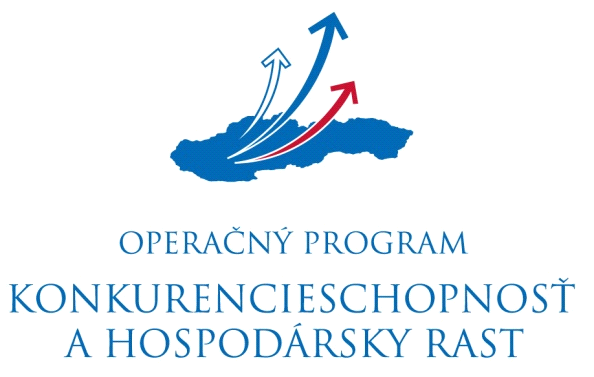 OPERAČNÝ PROGRAM
KONKURENCIESCHOPNOSŤ
A HOSPODÁRSKY RAST